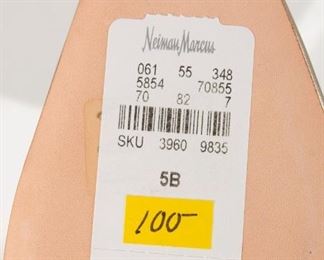 Neiman Marcus
061 55 348
5854 70855
70 82 7
SKU 3960 9835
5B
100-